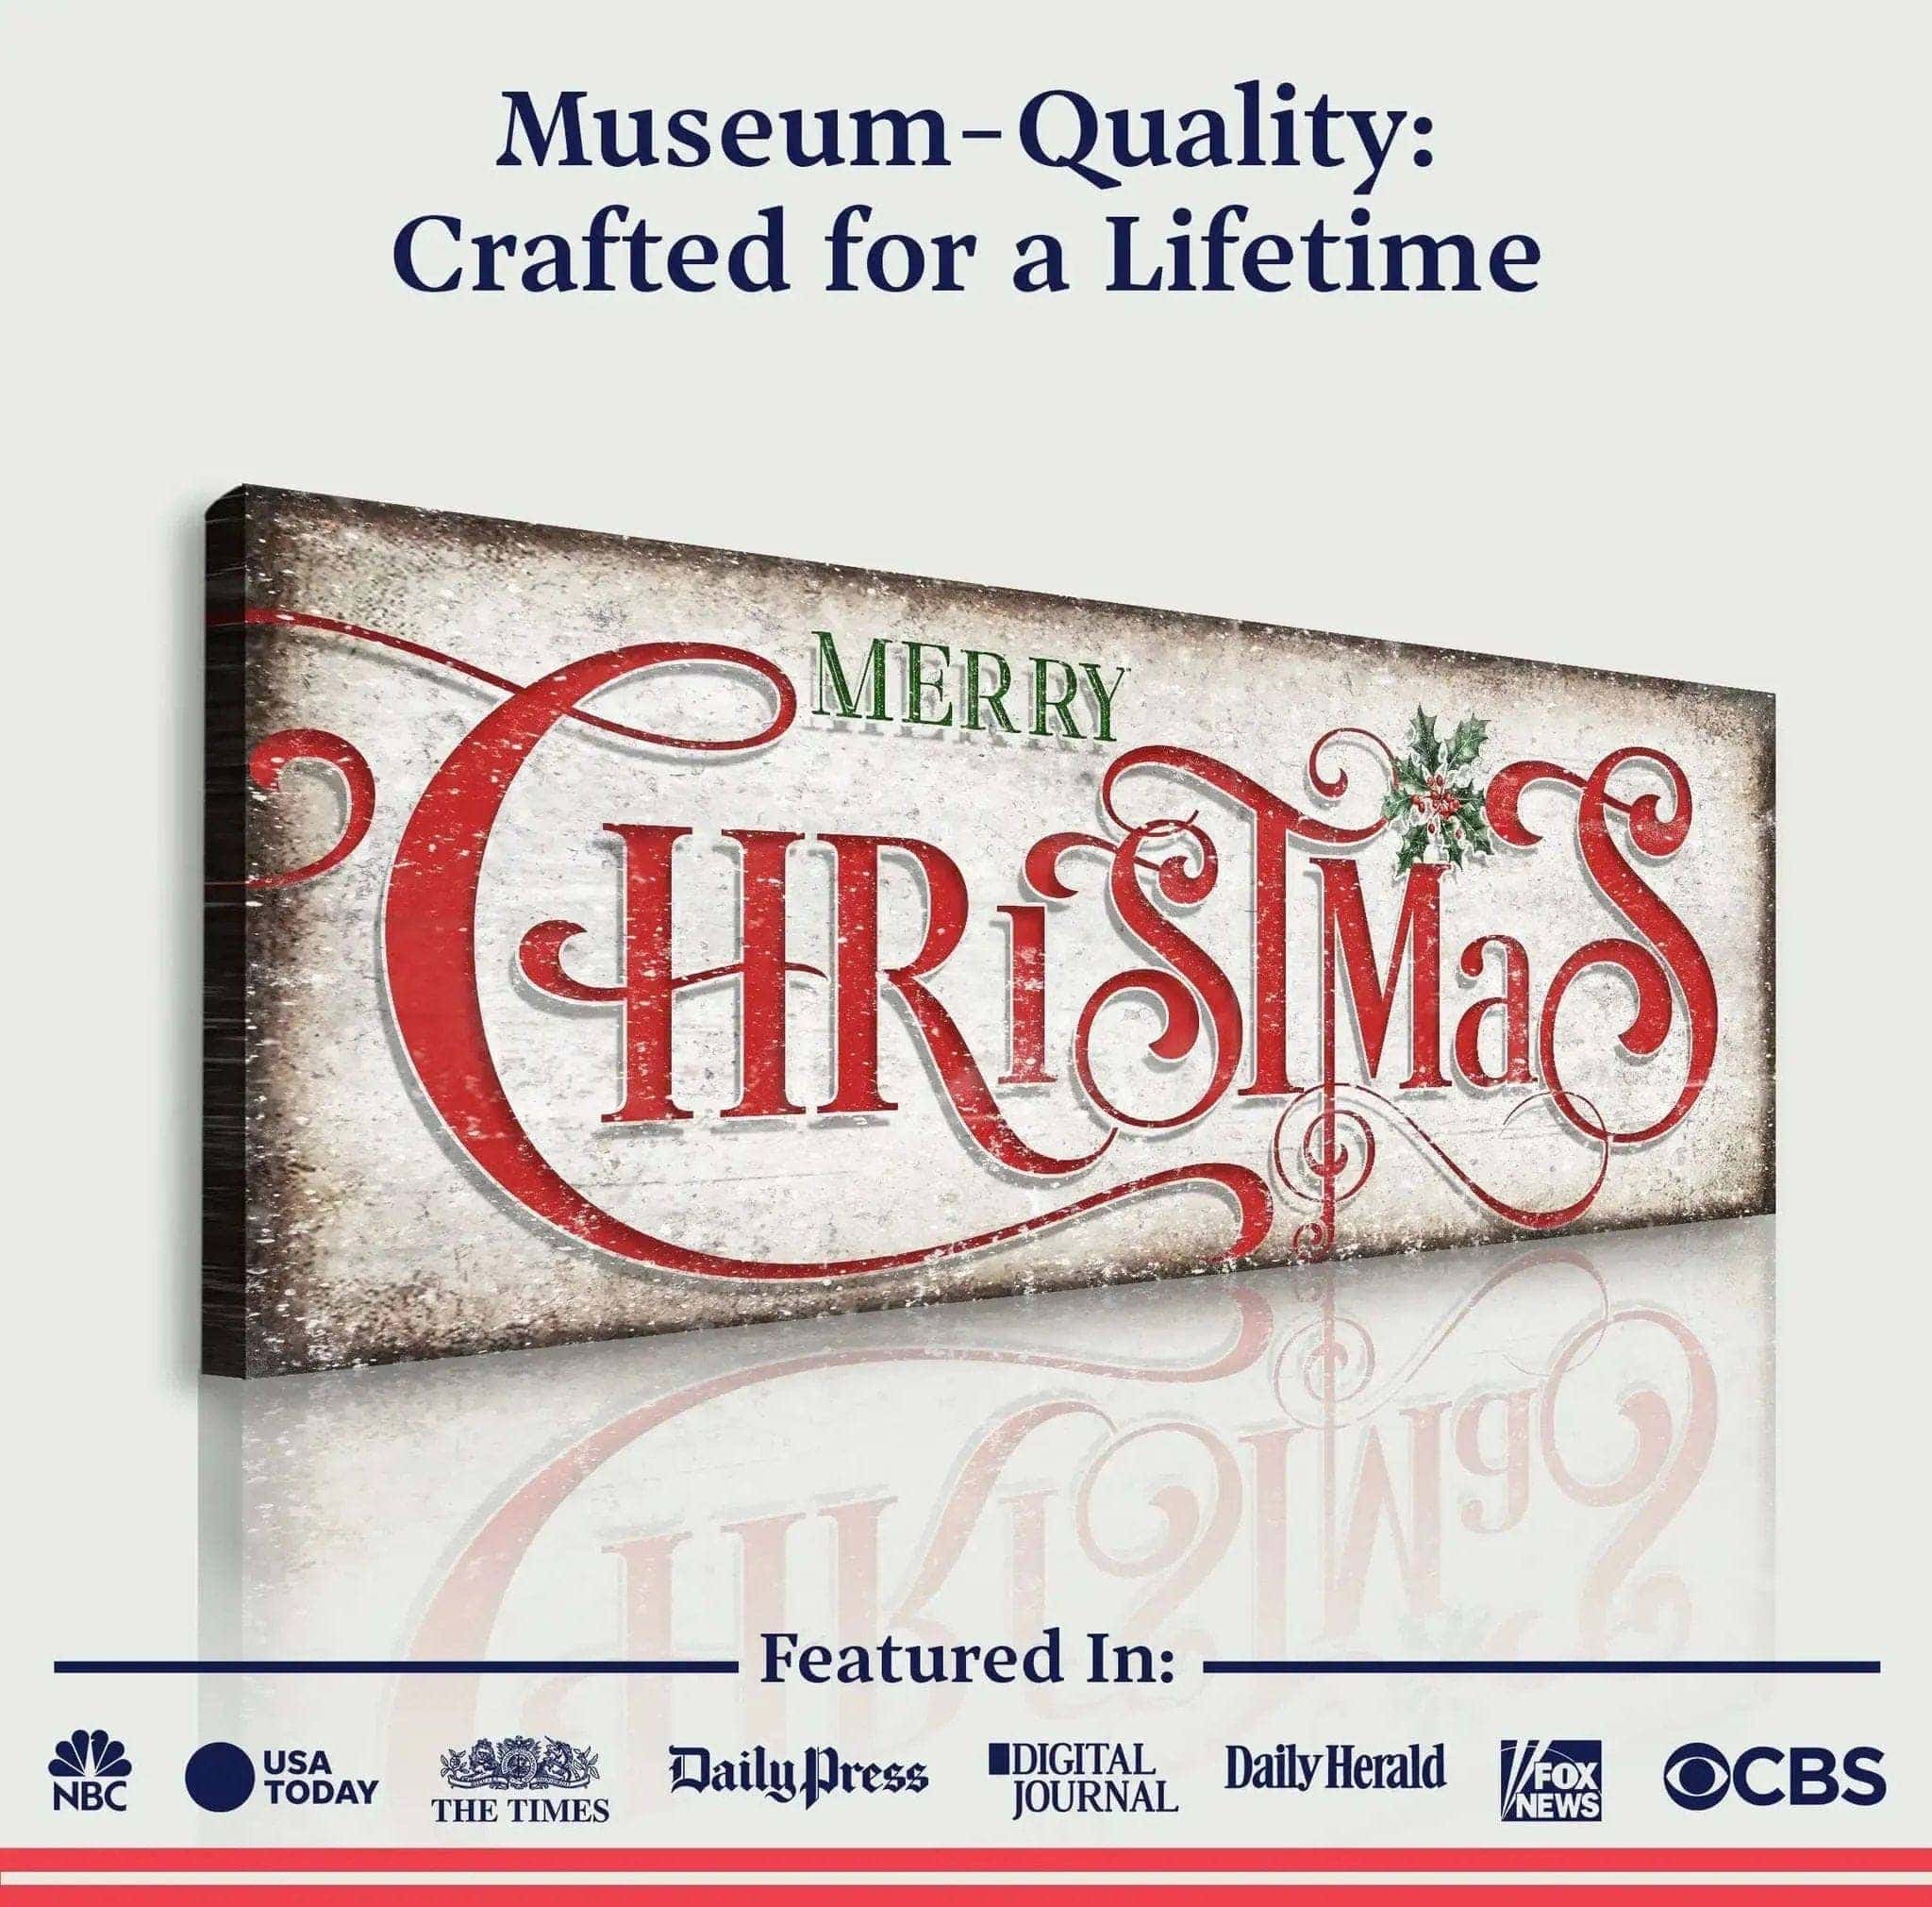 Museum-Quality:
Crafted for a Lifetime
MERRY
CHRiSTMaS
Featured In:
NBC
USA
TODAY
THE TIMES
Daily Press
DIGITAL
JOURNAL
Daily Herald
FOX
NEWS
CBS